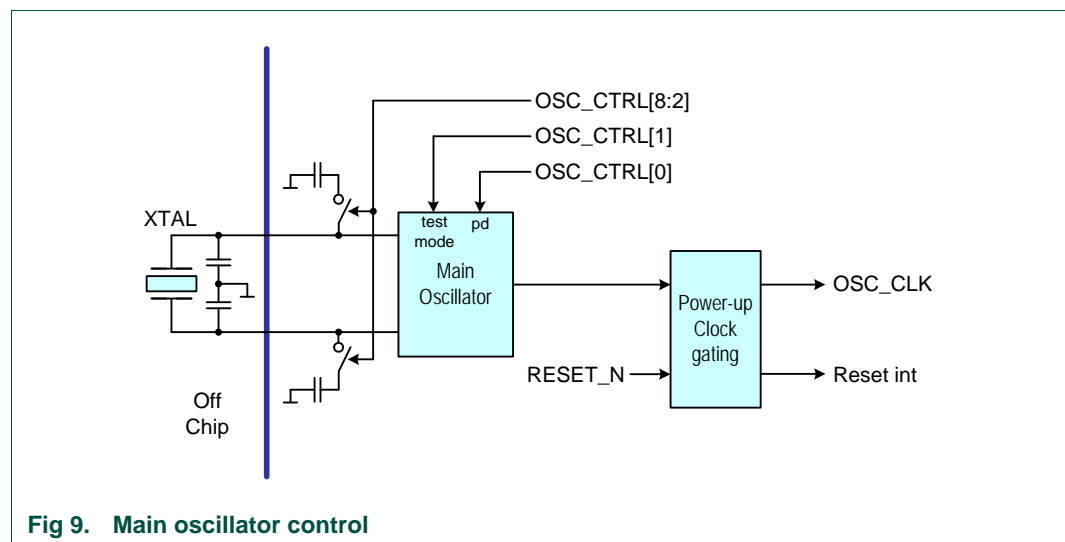 OSC_CTRL[8:2]
OSC_CTRL[1]
OSC_CTRL[0]
XTAL
test
mode
pd
Main
Oscillator
Power-up
Clock
gating
OSC_CLK
RESET_N
Reset int
Off
Chip
Fig 9. Main oscillator control